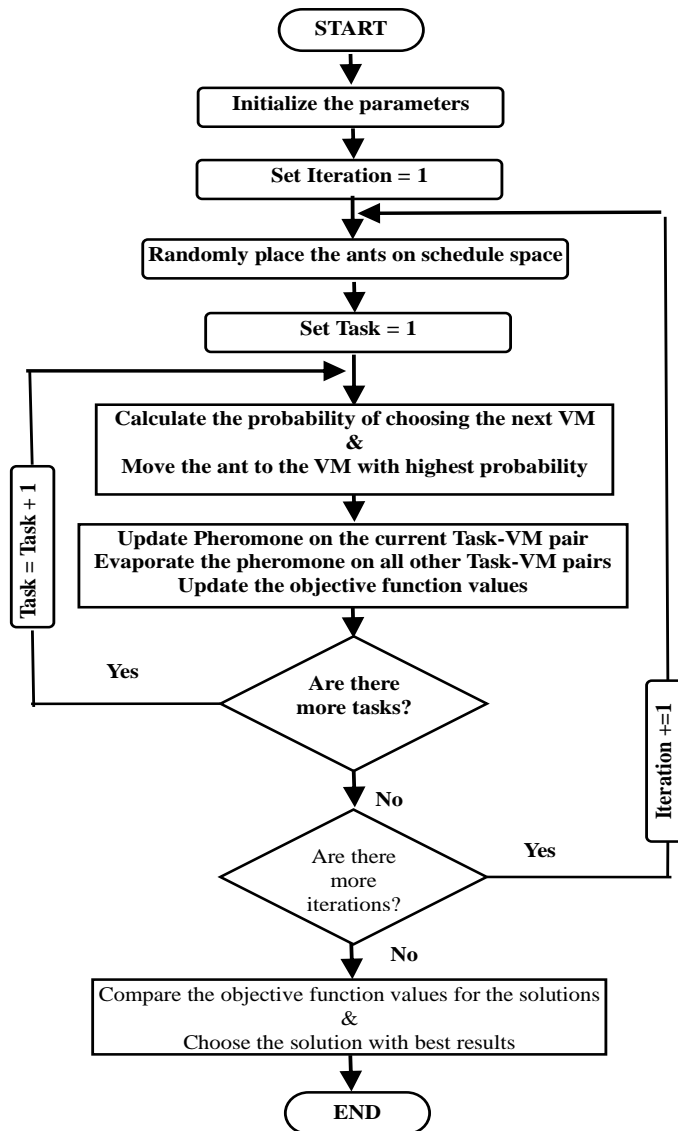 START
Initialize the parameters
Set Iteration = 1
Randomly place the ants on schedule space
Set Task = 1
Calculate the probability of choosing the next VM
&
Move the ant to the VM with highest probability
Task = Task + 1
Update Pheromone on the current Task-VM pair
Evaporate the pheromone on all other Task-VM pairs
Update the objective function values
Yes
Are there
more tasks?
Iteration +=1
No
Are there
more
iterations?
Yes
No
Compare the objective function values for the solutions
&
Choose the solution with best results
END